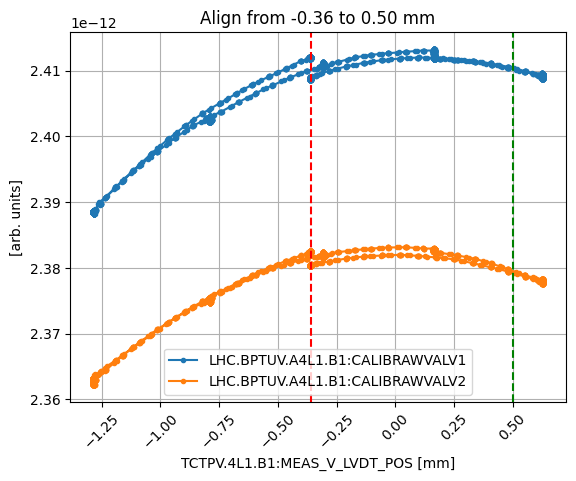 Align from -0.36 to 0.50 mm
1e−12
2.41
2.40
2.39
2.38
2.37
2.36
[arb. units]
LHC.BPTUV.A4L1.B1:CALIBRAWVALV1
LHC.BPTUV.A4L1.B1:CALIBRAWVALV2
−1.25
−1.00
−0.75
−0.50
−0.25
0.00
0.25
0.50
TCTPV.4L1.B1:MEAS_V_LVDT_POS [mm]